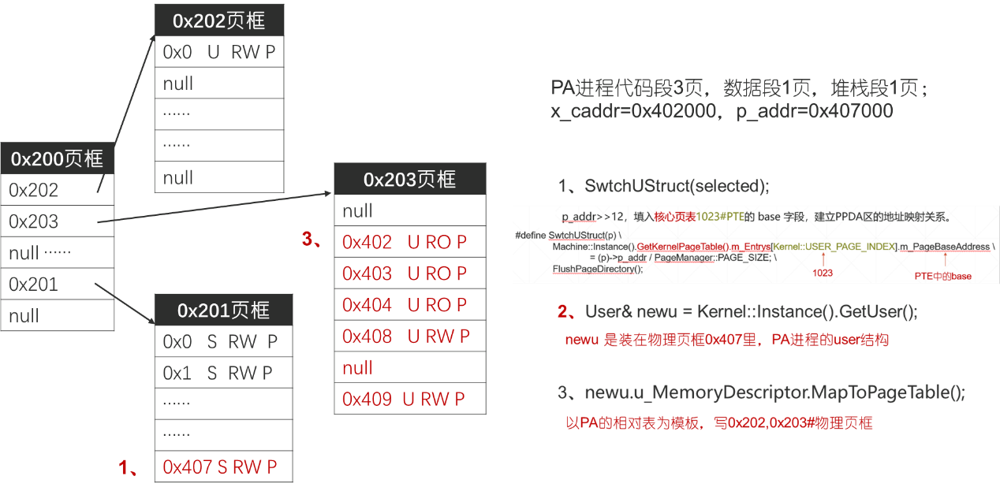 0x202页框
0x0 U RW P
null
······
······
null
0x200页框
0x202
0x203
null ······
0x201
null
0x203页框
null
3、
0x402 U RO P
0x403 U RO P
0x404 U RO P
0x408 U RW P
null
0x409 U RW P
0x201页框
0x0 S RW P
0x1 S RW P
······
······
1、
0x407 S RW P
PA进程代码段3页，数据段1页，堆栈段1页；
x_caddr=0x402000，p_addr=0x407000
1、SwtchUStruct(selected);
p_addr>>12，填入核心页表1023#PTE的 base 字段，建立PPDA区的地址映射关系。
#define SwtchUStruct(p) \
Machine::Instance().GetKernelPageTable().m_Entrys[Kernel::USER_PAGE_INDEX].m_PageBaseAddress \
= (p)->p_addr / PageManager::PAGE_SIZE; \
FlushPageDirectory();
1023
PTE中的base
2、User& newu = Kernel::Instance().GetUser();
newu 是装在物理页框0x407里，PA进程的user结构
3、newu.u_MemoryDescriptor.MapToPageTable();
以PA的相对表为模板，写0x202,0x203#物理页框